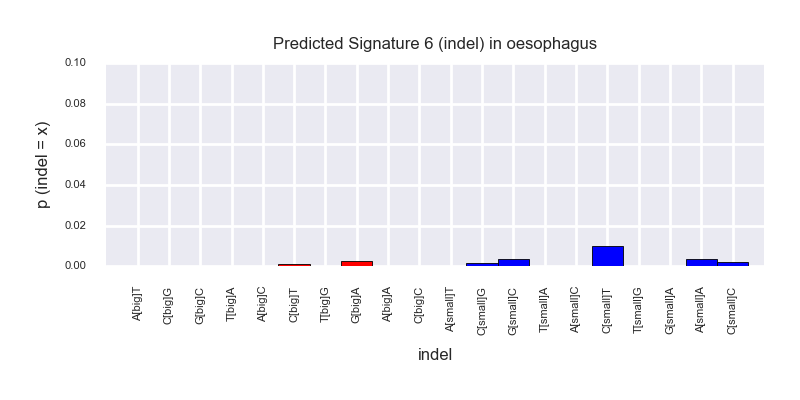 Predicted Signature 6 (indel) in oesophagus
0.10
0.08
0.06
0.04
0.02
0.00
p (indel = x)
A[big]T
C[big]G
G[big]C
T[big]A
A[big]C
C[big]T
T[big]G
G[big]A
A[big]A
C[big]C
A[small]T
C[small]G
G[small]C
T[small]A
A[small]C
C[small]T
T[small]G
G[small]A
A[small]A
C[small]C
indel